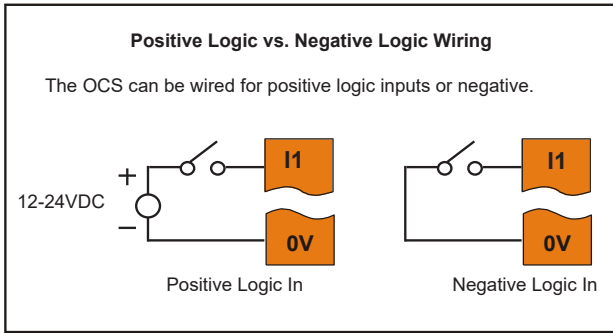 Positive Logic vs. Negative Logic Wiring
The OCS can be wired for positive logic inputs or negative.
I1
I1
+
12-24VDC
–
0V
0V
Positive Logic In
Negative Logic In